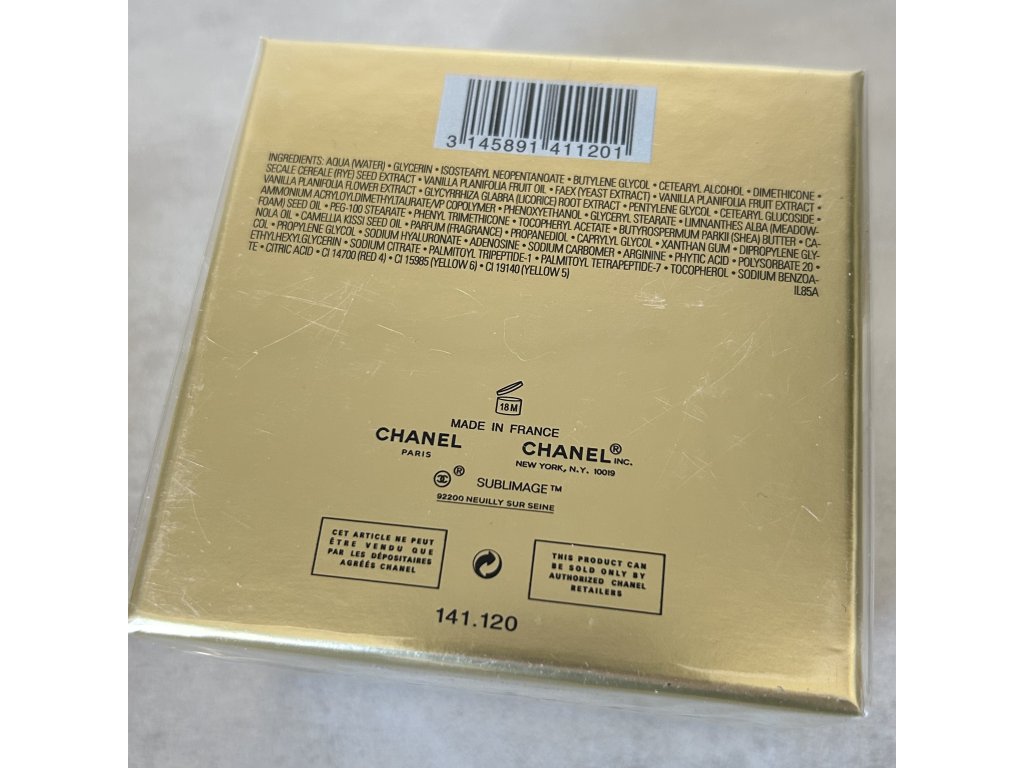 3 145891 411201
INGREDIENTS: AQUA (WATER) • GLYCERIN • ISOSTEARYL NEOPENTANOATE • BUTYLENE GLYCOL • CETEARYL ALCOHOL • DIMETHICONE •
SECALE CEREALE (RYE) SEED EXTRACT • VANILLA PLANIFOLIA FRUIT OIL • FAEX (YEAST EXTRACT) • VANILLA PLANIFOLIA FRUIT EXTRACT •
VANILLA PLANIFOLIA FLOWER EXTRACT • GLYCYRRHIZA GLABRA (LICORICE) ROOT EXTRACT • PENTYLENE GLYCOL • CETEARYL GLUCOSIDE •
AMMONIUM ACRYLOYLDIMETHYLTAURATE/VP COPOLYMER • PHENOXYETHANOL • GLYCERYL STEARATE • LIMNANTHES ALBA (MEADOW-
FOAM) SEED OIL • PEG-100 STEARATE • PHENYL TRIMETHICONE • TOCOPHERYL ACETATE • BUTYROSPERMUM PARKII (SHEA) BUTTER • CA-
NOLA OIL • CAMELLIA KISSI SEED OIL • PARFUM (FRAGRANCE) • PROPANEDIOL • CAPRYLYL GLYCOL • XANTHAN GUM • DIPROPYLENE GLY-
COL • PROPYLENE GLYCOL • SODIUM HYALURONATE • ADENOSINE • SODIUM CARBOMER • ARGININE • PHYTIC ACID • POLYSORBATE 20 •
ETHYLHEXYLGLYCERIN • SODIUM CITRATE • PALMITOYL TRIPEPTIDE-1 • PALMITOYL TETRAPEPTIDE-7 • TOCOPHEROL • SODIUM BENZOA-
TE • CITRIC ACID • CI 14700 (RED 4) • CI 15985 (YELLOW 6) • CI 19140 (YELLOW 5)
IL85A
18 M
MADE IN FRANCE
CHANEL
PARIS
CHANEL® INC.
NEW YORK, N.Y. 10019
® SUBLIMAGE™
92200 NEUILLY SUR SEINE
CET ARTICLE NE PEUT
ÊTRE VENDU QUE
PAR LES DÉPOSITAIRES
AGRÉÉS CHANEL
THIS PRODUCT CAN
BE SOLD ONLY BY
AUTHORIZED CHANEL
RETAILERS
141.120